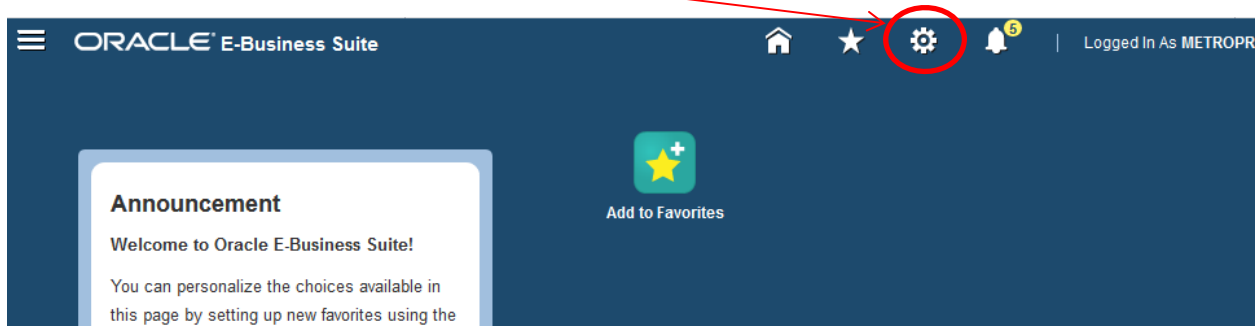 ORACLE E-Business Suite
5
Logged In As METROPR
Announcement
Welcome to Oracle E-Business Suite!
You can personalize the choices available in
this page by setting up new favorites using the
Add to Favorites